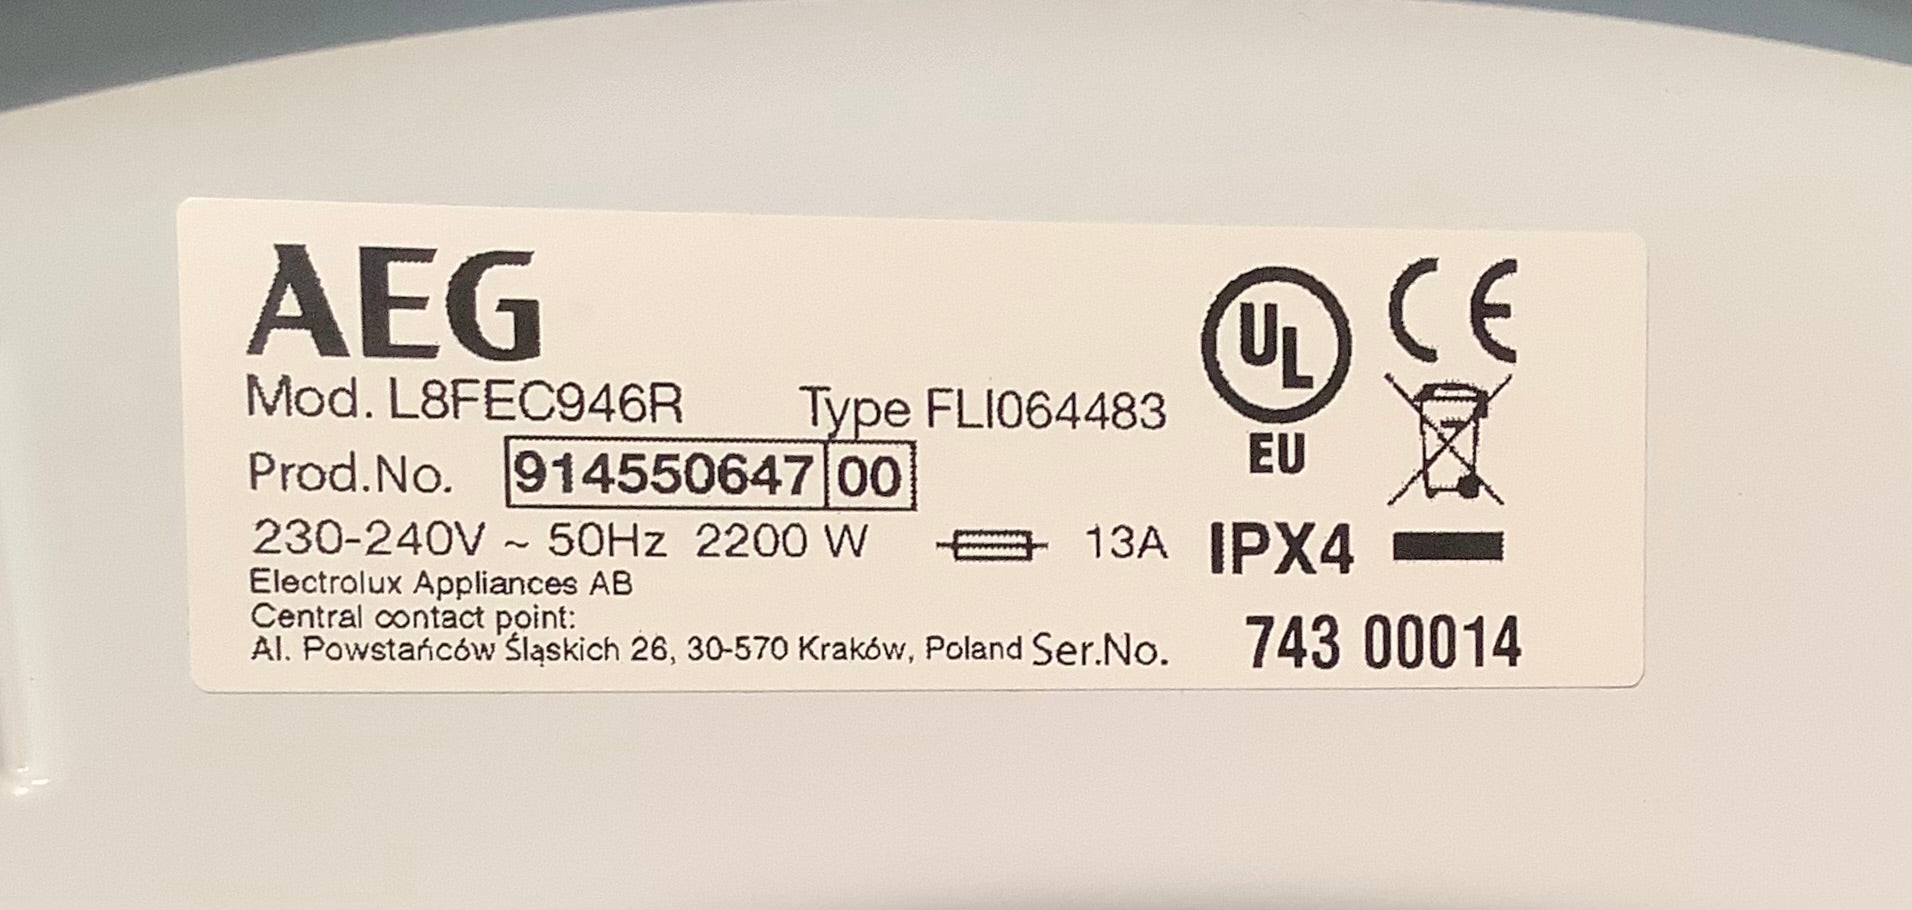 AEG
Mod. L8FEC946R Type FLI064483
Prod.No. 914550647 00
230-240V ~ 50Hz 2200 W 13A IPX4
Electrolux Appliances AB
Central contact point:
Al. Powstańców Śląskich 26, 30-570 Kraków, Poland Ser.No. 743 00014
UL
EU
CE